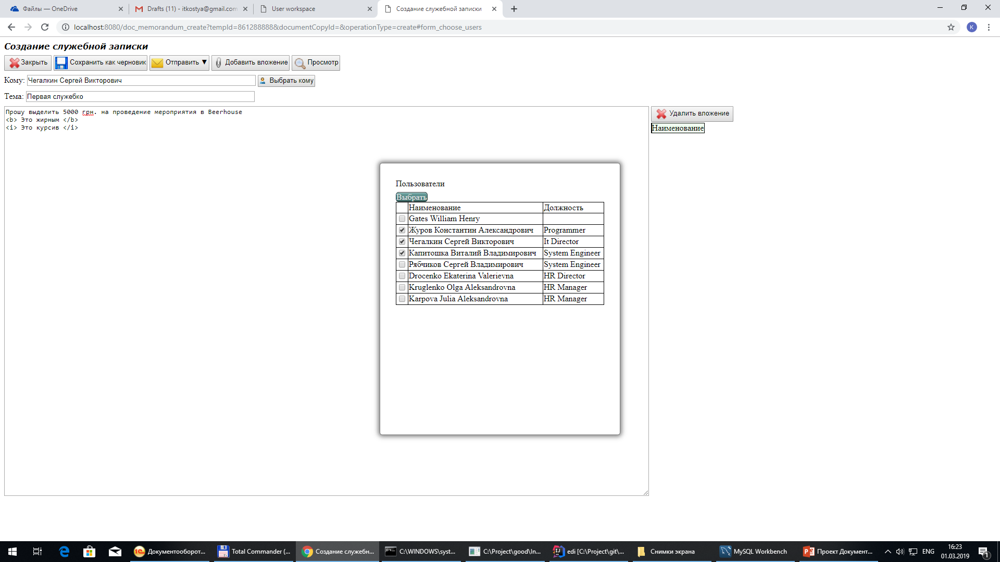 Файлы — OneDrive
Drafts (11) - itkostya@gmail.com
User workspace
Создание служебной записки
localhost:8080/doc_memorandum_create?tempId=861288888&documentCopyId=&operationType=create#form_choose_users
K
Создание служебной записки
Закрыть
Сохранить как черновик
Отправить ▼
Добавить вложение
Просмотр
Кому: Чегалкин Сергей Викторович
Выбрать кому
Тема: Первая служебко
Прошу выделить 5000 грн. на проведение мероприятия в Beerhouse
<b> Это жирным </b>
<i> Это курсив </i>
Удалить вложение
Наименование
Пользователи
Выбрать
Наименование Должность
Gates William Henry
Журов Константин Александрович Programmer
Чегалкин Сергей Викторович It Director
Капитошка Виталий Владимирович System Engineer
Рябчиков Сергей Владимирович System Engineer
Drocenko Ekaterina Valerievna HR Director
Kruglenko Olga Aleksandrovna HR Manager
Karpova Julia Aleksandrovna HR Manager
Документооборот...
Total Commander (...
Создание служебн...
C:\WINDOWS\syst...
C:\Project\good\In...
edi [C:\Project\git\...
Снимки экрана
MySQL Workbench
Проект Документ...
ENG
16:23
01.03.2019
1